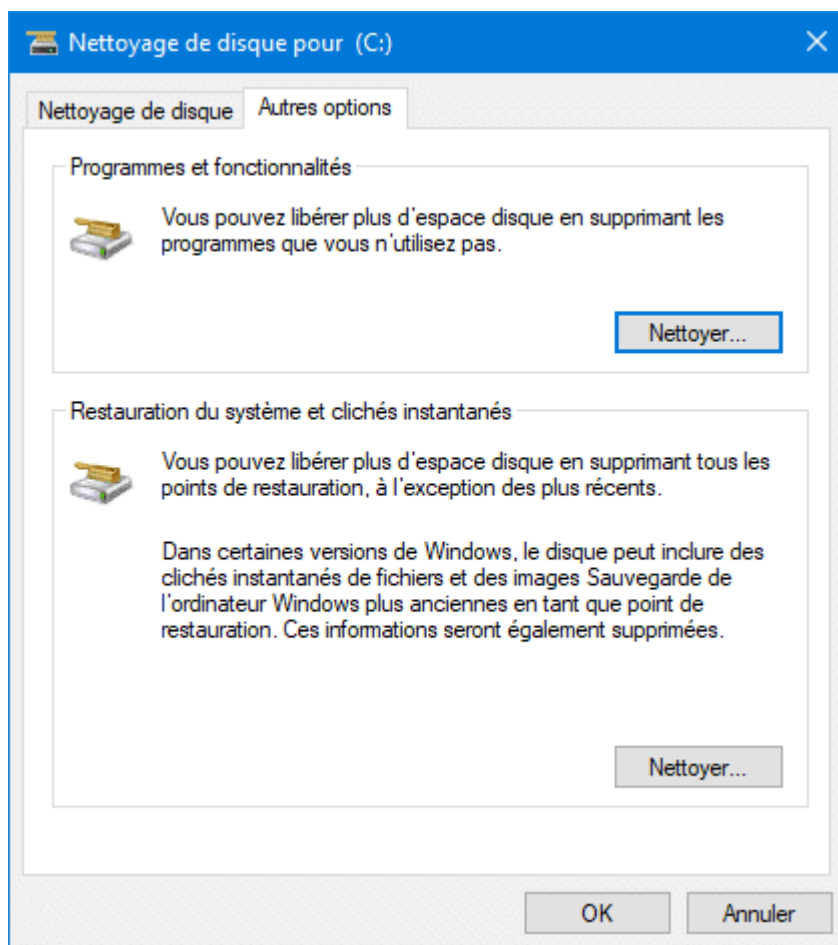 Nettoyage de disque pour (C:)
Nettoyage de disque
Autres options
Programmes et fonctionnalités
Vous pouvez libérer plus d'espace disque en supprimant les
programmes que vous n'utilisez pas.
Nettoyer...
Restauration du système et clichés instantanés
Vous pouvez libérer plus d'espace disque en supprimant tous les
points de restauration, à l'exception des plus récents.
Dans certaines versions de Windows, le disque peut inclure des
clichés instantanés de fichiers et des images Sauvegarde de
l'ordinateur Windows plus anciennes en tant que point de
restauration. Ces informations seront également supprimées.
Nettoyer...
OK
Annuler